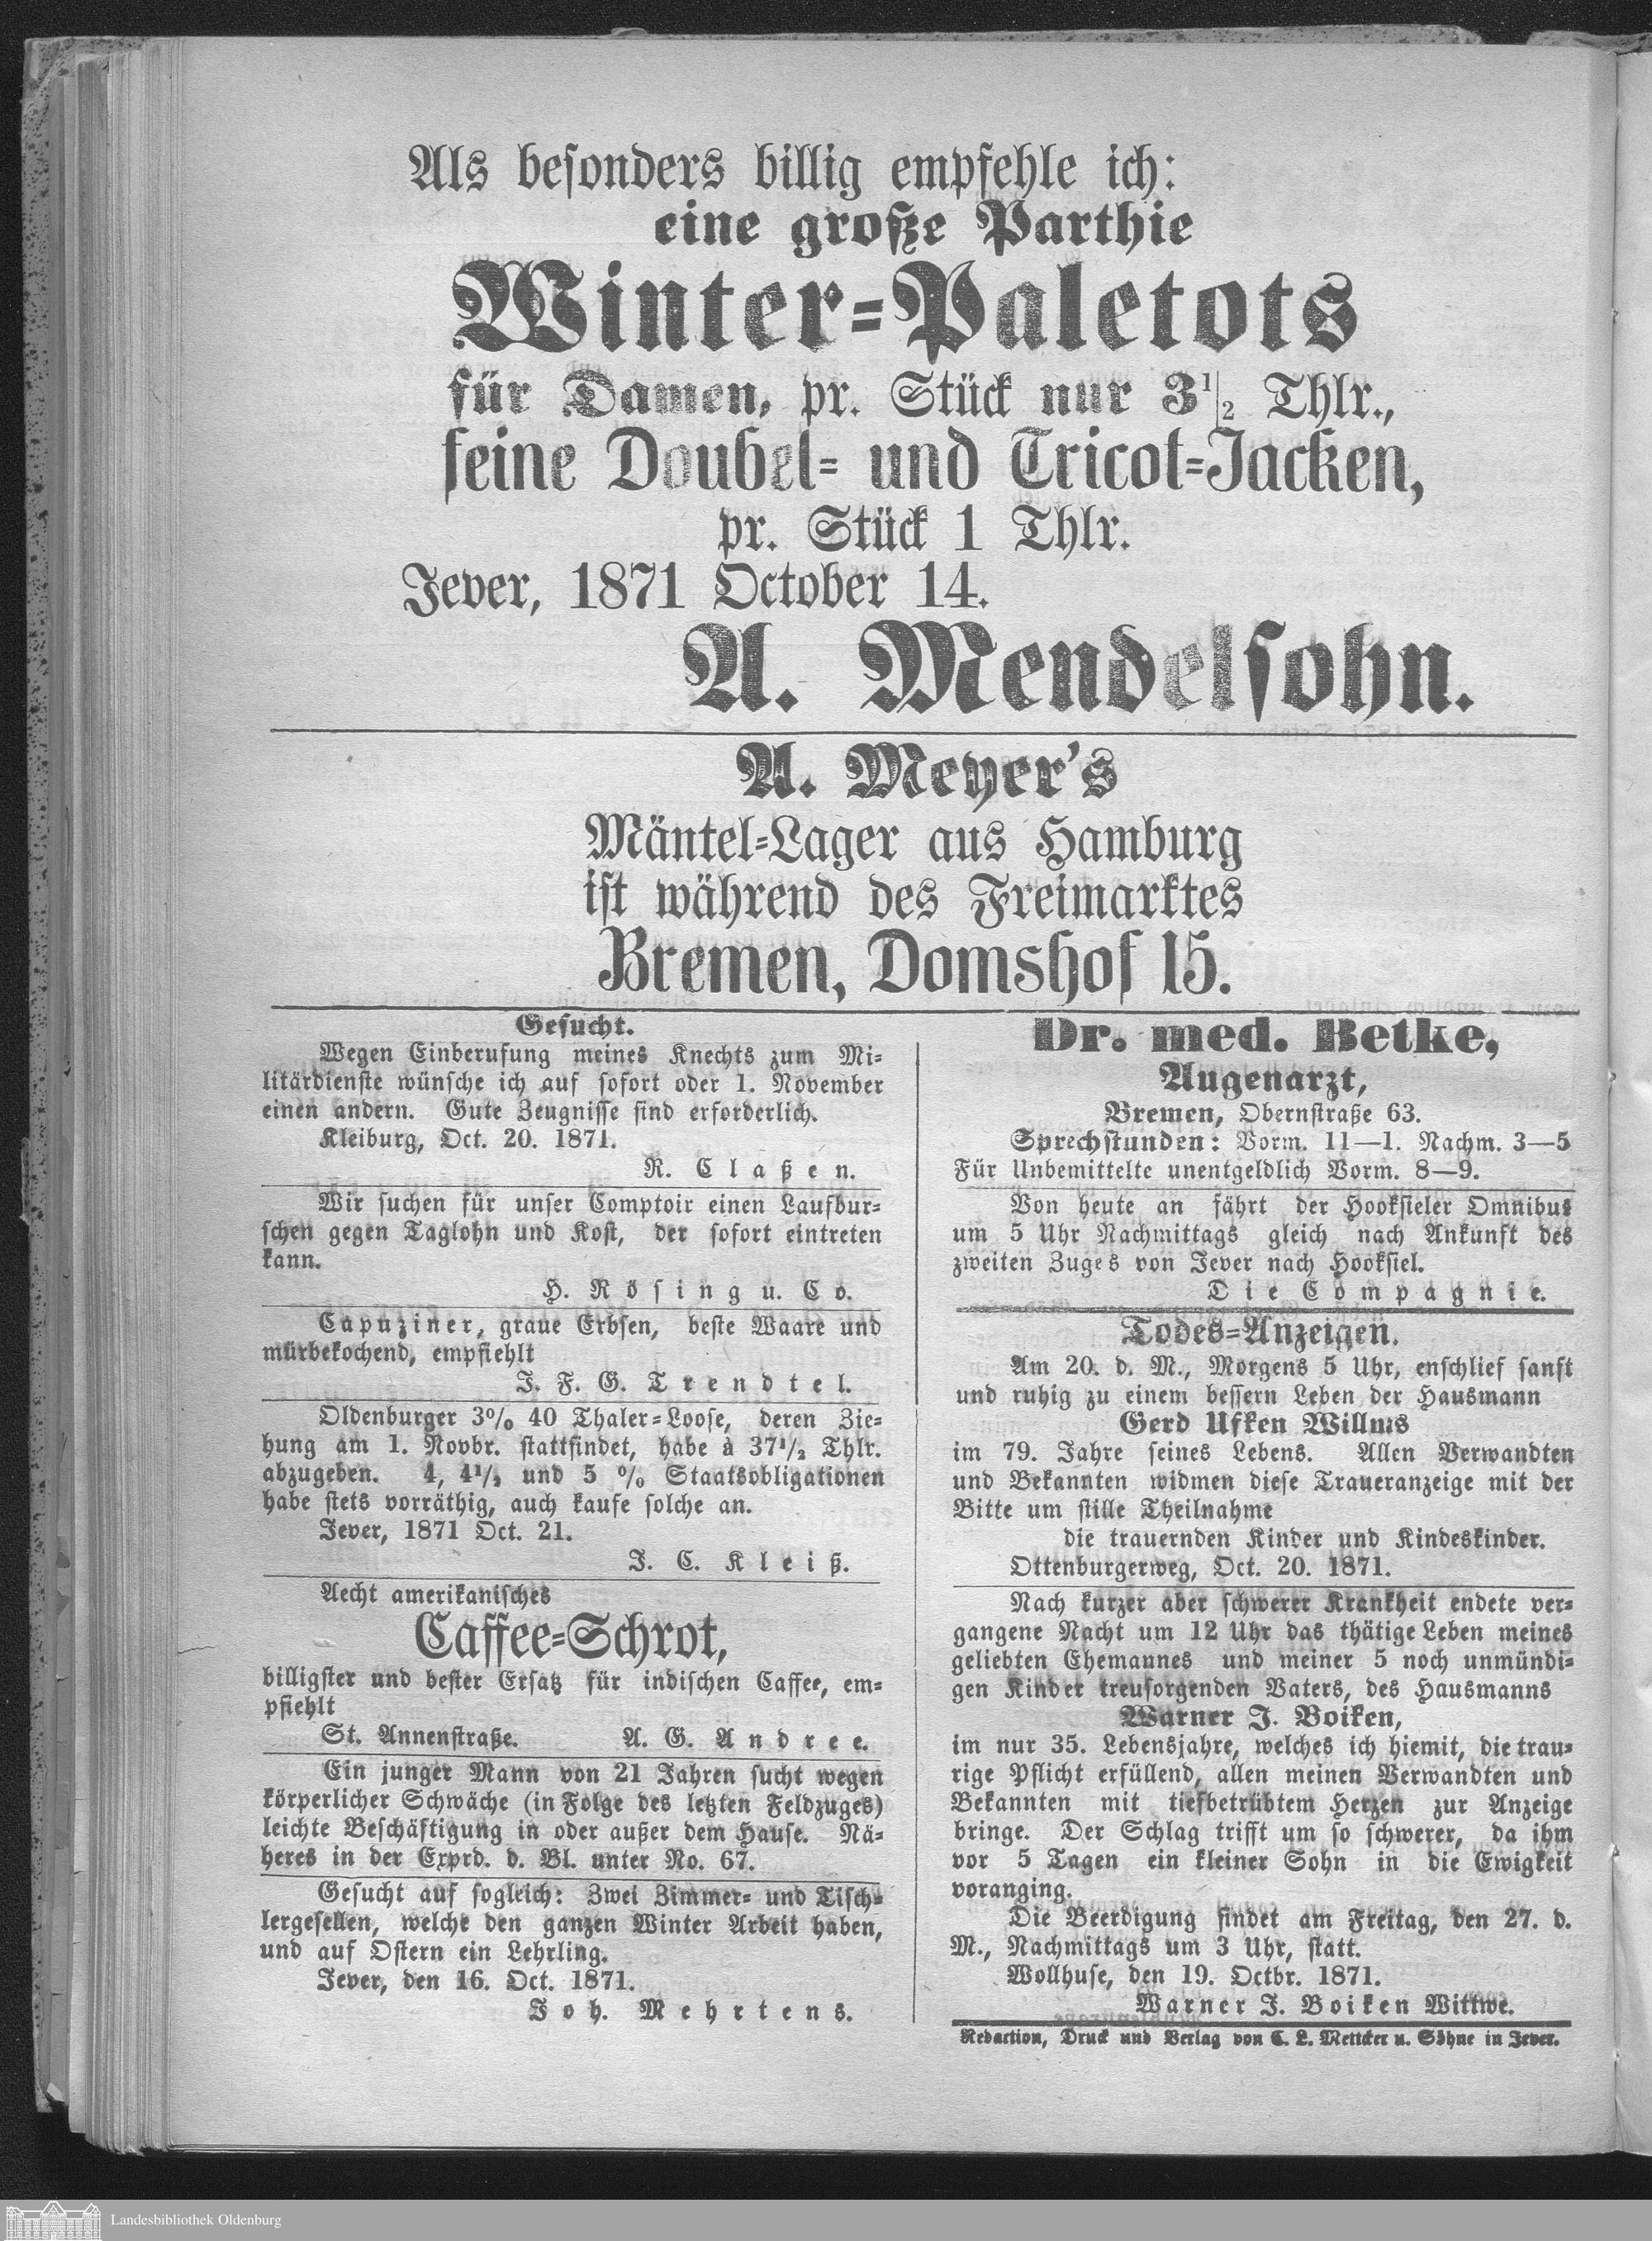 Als besonders billig empfehle ich:
eine große Parthie
Winter-Paletots
für Damen, pr. Stück nur 3 1/2 Thlr.,
feine Doubel- und Tricot-Jacken,
pr. Stück 1 Thlr.
Jever, 1871 October 14.
A. Mendelsohn.
A. Meyer's
Mäntel-Lager aus Hamburg
ist während des Freimarktes
Bremen, Domshof 15.
Gesucht.
Wegen Einberufung meines Knechts zum Mi-
litärdienste wünsche ich auf sofort oder 1. November
einen andern. Gute Zeugnisse sind erforderlich.
Kleiburg, Oct. 20. 1871.
R. Claßen.
Wir suchen für unser Comptoir einen Laufbur-
schen gegen Taglohn und Kost, der sofort eintreten
kann.
H. Rösing u. Co.
Capuziner, graue Erbsen, beste Waare und
mürbekochend, empfiehlt
J. F. G. Trendtel.
Oldenburger 3% 40 Thaler-Loose, deren Zie-
hung am 1. Novbr. stattfindet, habe à 37 1/2 Thlr.
abzugeben. 4, 4 1/2 und 5 % Staatsobligationen
habe stets vorräthig, auch kaufe solche an.
Jever, 1871 Oct. 21.
J. C. Kleiß.
Aecht amerikanisches
Caffee-Schrot,
billigster und bester Ersatz für indischen Caffee, em-
pfiehlt
St. Annenstraße. A. G. Andree.
Ein junger Mann von 21 Jahren sucht wegen
körperlicher Schwäche (in Folge des letzten Feldzuges)
leichte Beschäftigung in oder außer dem Hause. Nä-
heres in der Exprd. d. Bl. unter No. 67.
Gesucht auf sogleich: Zwei Zimmer- und Tisch-
lergesellen, welche den ganzen Winter Arbeit haben,
und auf Ostern ein Lehrling.
Jever, den 16. Oct. 1871.
Joh. Mehrtens.
Dr. med. Betke,
Augenarzt,
Bremen, Obernstraße 63.
Sprechstunden: Vorm. 11—1. Nachm. 3—5
Für Unbemittelte unentgeldlich Vorm. 8—9.
Von heute an fährt der Hooksieler Omnibus
um 5 Uhr Nachmittags gleich nach Ankunft des
zweiten Zuges von Jever nach Hooksiel.
Die Compagnie.
Todes-Anzeigen.
Am 20. d. M., Morgens 5 Uhr, enschlief sanft
und ruhig zu einem bessern Leben der Hausmann
Gerd Ufken Willms
im 79. Jahre seines Lebens. Allen Verwandten
und Bekannten widmen diese Traueranzeige mit der
Bitte um stille Theilnahme
die trauernden Kinder und Kindeskinder.
Ottenburgerweg, Oct. 20. 1871.
Nach kurzer aber schwerer Krankheit endete ver-
gangene Nacht um 12 Uhr das thätige Leben meines
geliebten Ehemannes und meiner 5 noch unmündi-
gen Kinder treusorgenden Vaters, des Hausmanns
Warner J. Boiken,
im nur 35. Lebensjahre, welches ich hiemit, die trau-
rige Pflicht erfüllend, allen meinen Verwandten und
Bekannten mit tiefbetrübtem Herzen zur Anzeige
bringe. Der Schlag trifft um so schwerer, da ihm
vor 5 Tagen ein kleiner Sohn in die Ewigkeit
voranging.
Die Beerdigung findet am Freitag, den 27. d.
M., Nachmittags um 3 Uhr, statt.
Wollhuse, den 19. Octbr. 1871.
Warner J. Boiken Wittwe.
Redaction, Druck und Verlag von C. L. Mettcker u. Söhne in Jever.
Landesbibliothek Oldenburg